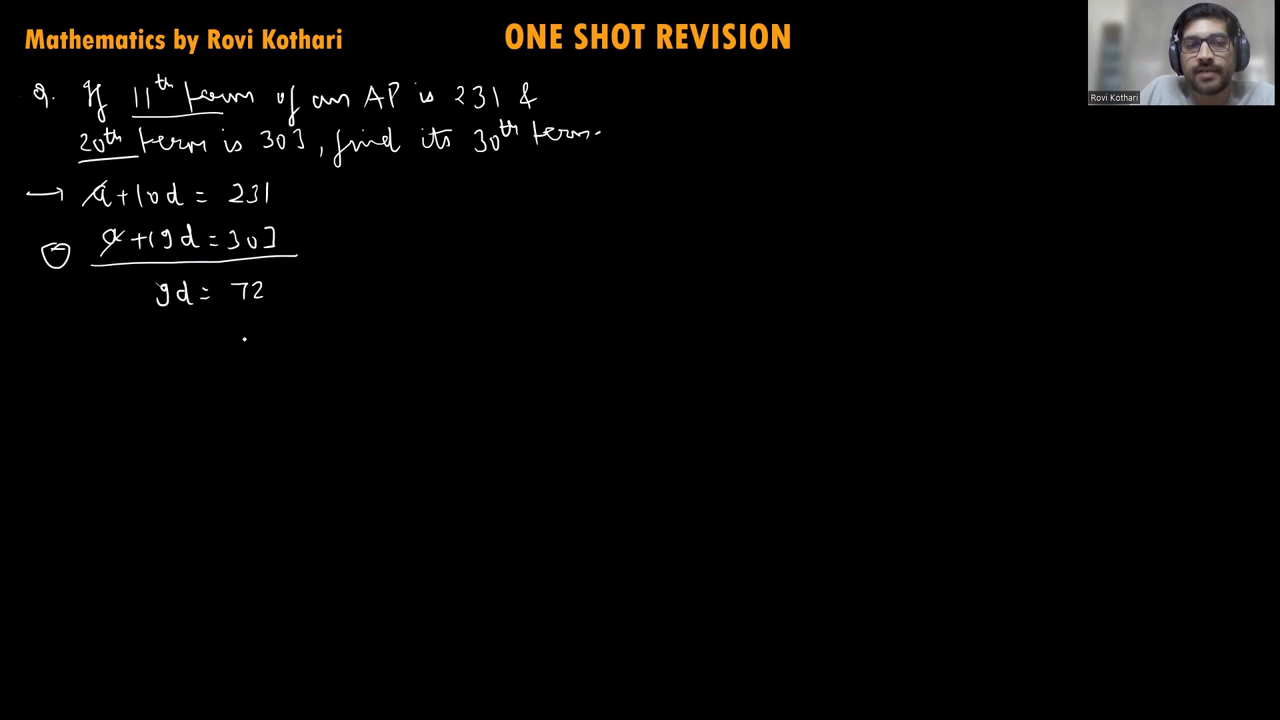 Mathematics by Rovi Kothari
ONE SHOT REVISION
Rovi Kothari
Q. If 11th term of an AP is 231 &
20th term is 303, find its 30th term.
→ a + 10d = 231
⊖ a + 19d = 303
9d = 72